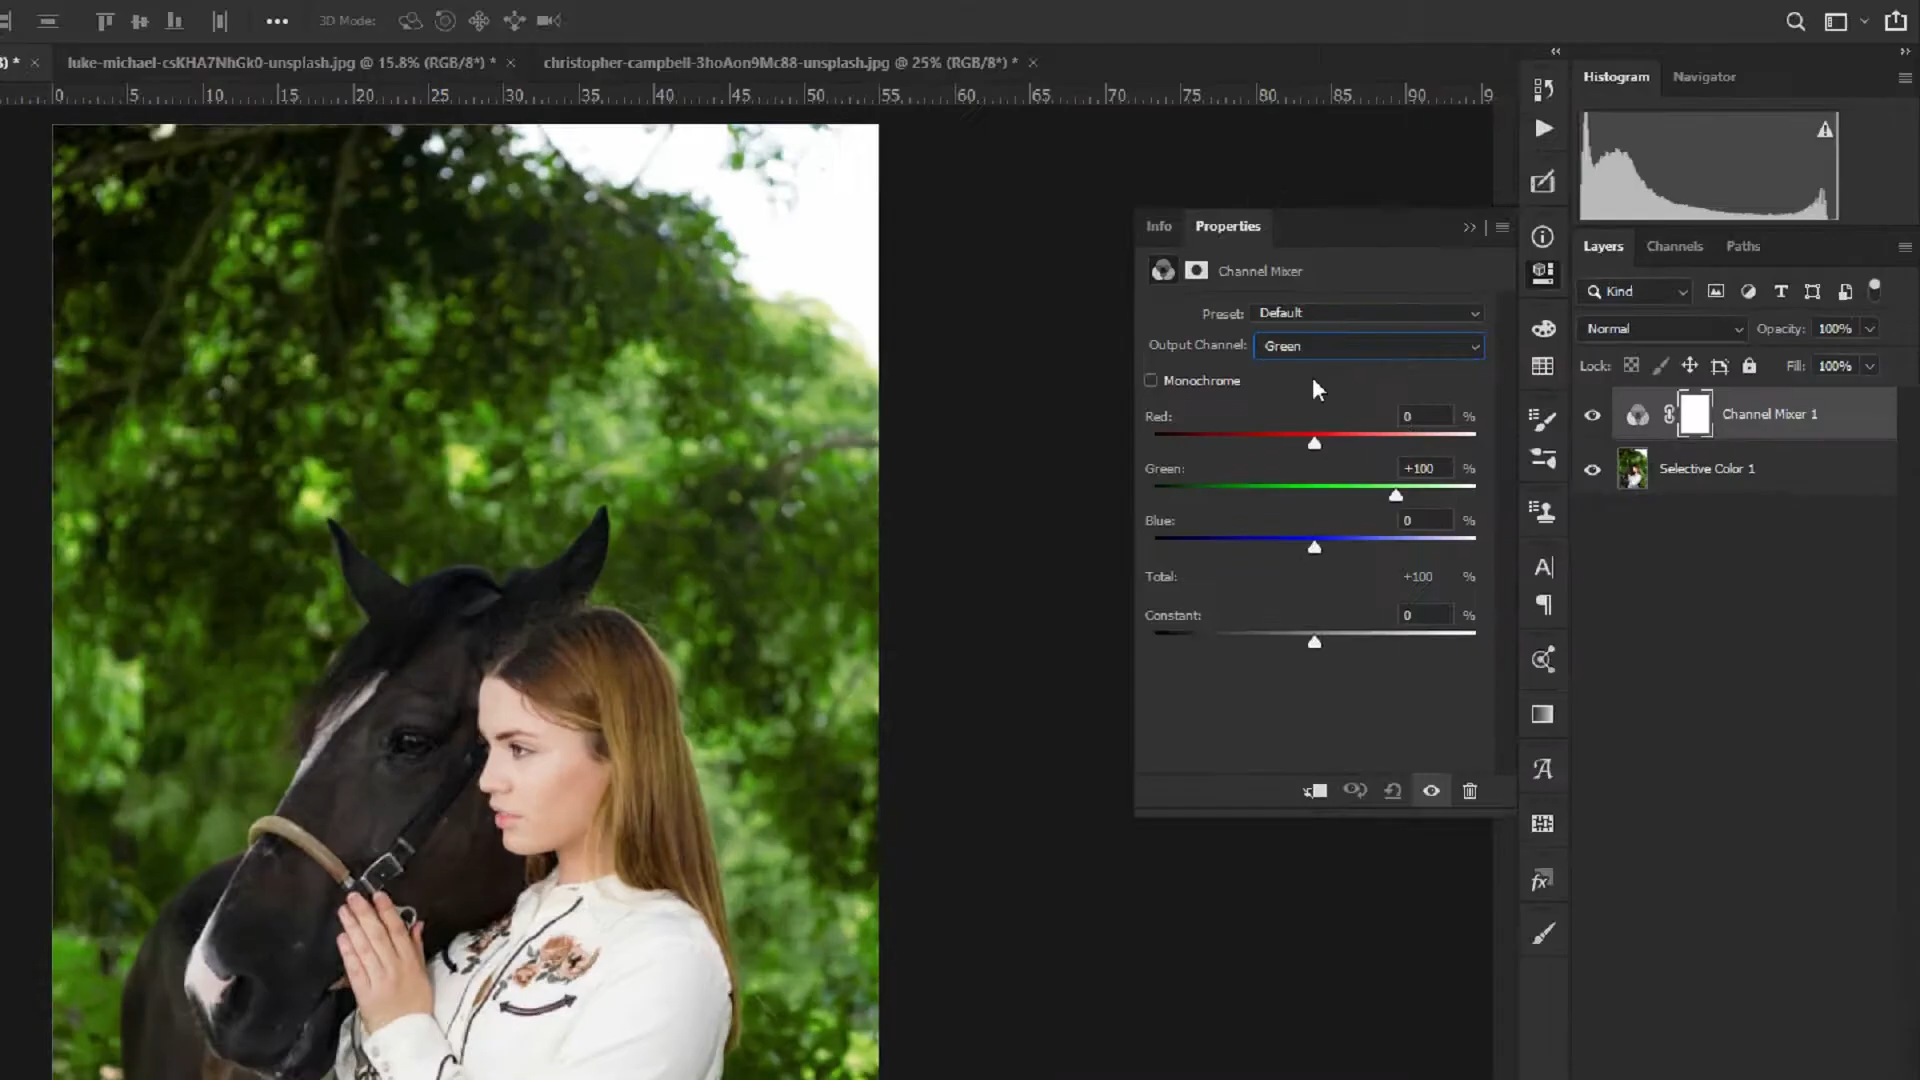 3D Mode:
) * × luke-michael-csKHA7NhGk0-unsplash.jpg @ 15.8% (RGB/8*) * × christopher-campbell-3hoAon9Mc88-unsplash.jpg @ 25% (RGB/8*) * ×
0 5 10 15 20 25 30 35 40 45 50 55 60 65 70 75 80 85 90 9
Histogram Navigator
Info Properties
Channel Mixer
Preset: Default
Output Channel: Green
Monochrome
Red: 0 %
Green: +100 %
Blue: 0 %
Total: +100 %
Constant: 0 %
Layers Channels Paths
Kind
Normal Opacity: 100%
Lock: Fill: 100%
Channel Mixer 1
Selective Color 1